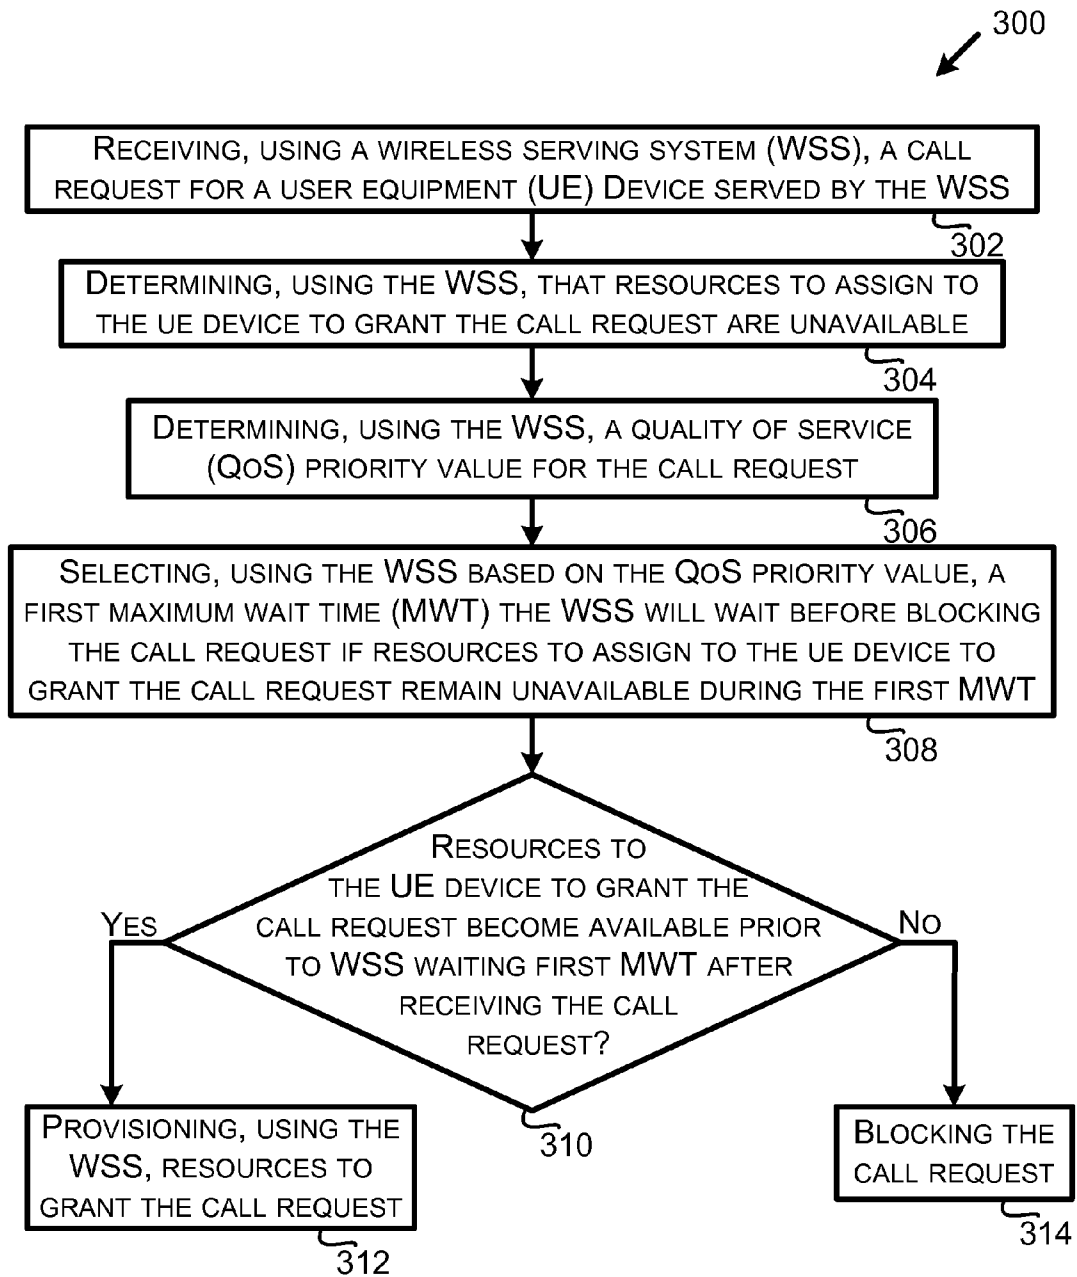 300
RECEIVING, USING A WIRELESS SERVING SYSTEM (WSS), A CALL
REQUEST FOR A USER EQUIPMENT (UE) DEVICE SERVED BY THE WSS
302
DETERMINING, USING THE WSS, THAT RESOURCES TO ASSIGN TO
THE UE DEVICE TO GRANT THE CALL REQUEST ARE UNAVAILABLE
304
DETERMINING, USING THE WSS, A QUALITY OF SERVICE
(QOS) PRIORITY VALUE FOR THE CALL REQUEST
306
SELECTING, USING THE WSS BASED ON THE QOS PRIORITY VALUE, A
FIRST MAXIMUM WAIT TIME (MWT) THE WSS WILL WAIT BEFORE BLOCKING
THE CALL REQUEST IF RESOURCES TO ASSIGN TO THE UE DEVICE TO
GRANT THE CALL REQUEST REMAIN UNAVAILABLE DURING THE FIRST MWT
308
RESOURCES TO
THE UE DEVICE TO GRANT THE
CALL REQUEST BECOME AVAILABLE PRIOR
TO WSS WAITING FIRST MWT AFTER
RECEIVING THE CALL
REQUEST?
310
YES
NO
PROVISIONING, USING THE
WSS, RESOURCES TO
GRANT THE CALL REQUEST
312
BLOCKING THE
CALL REQUEST
314